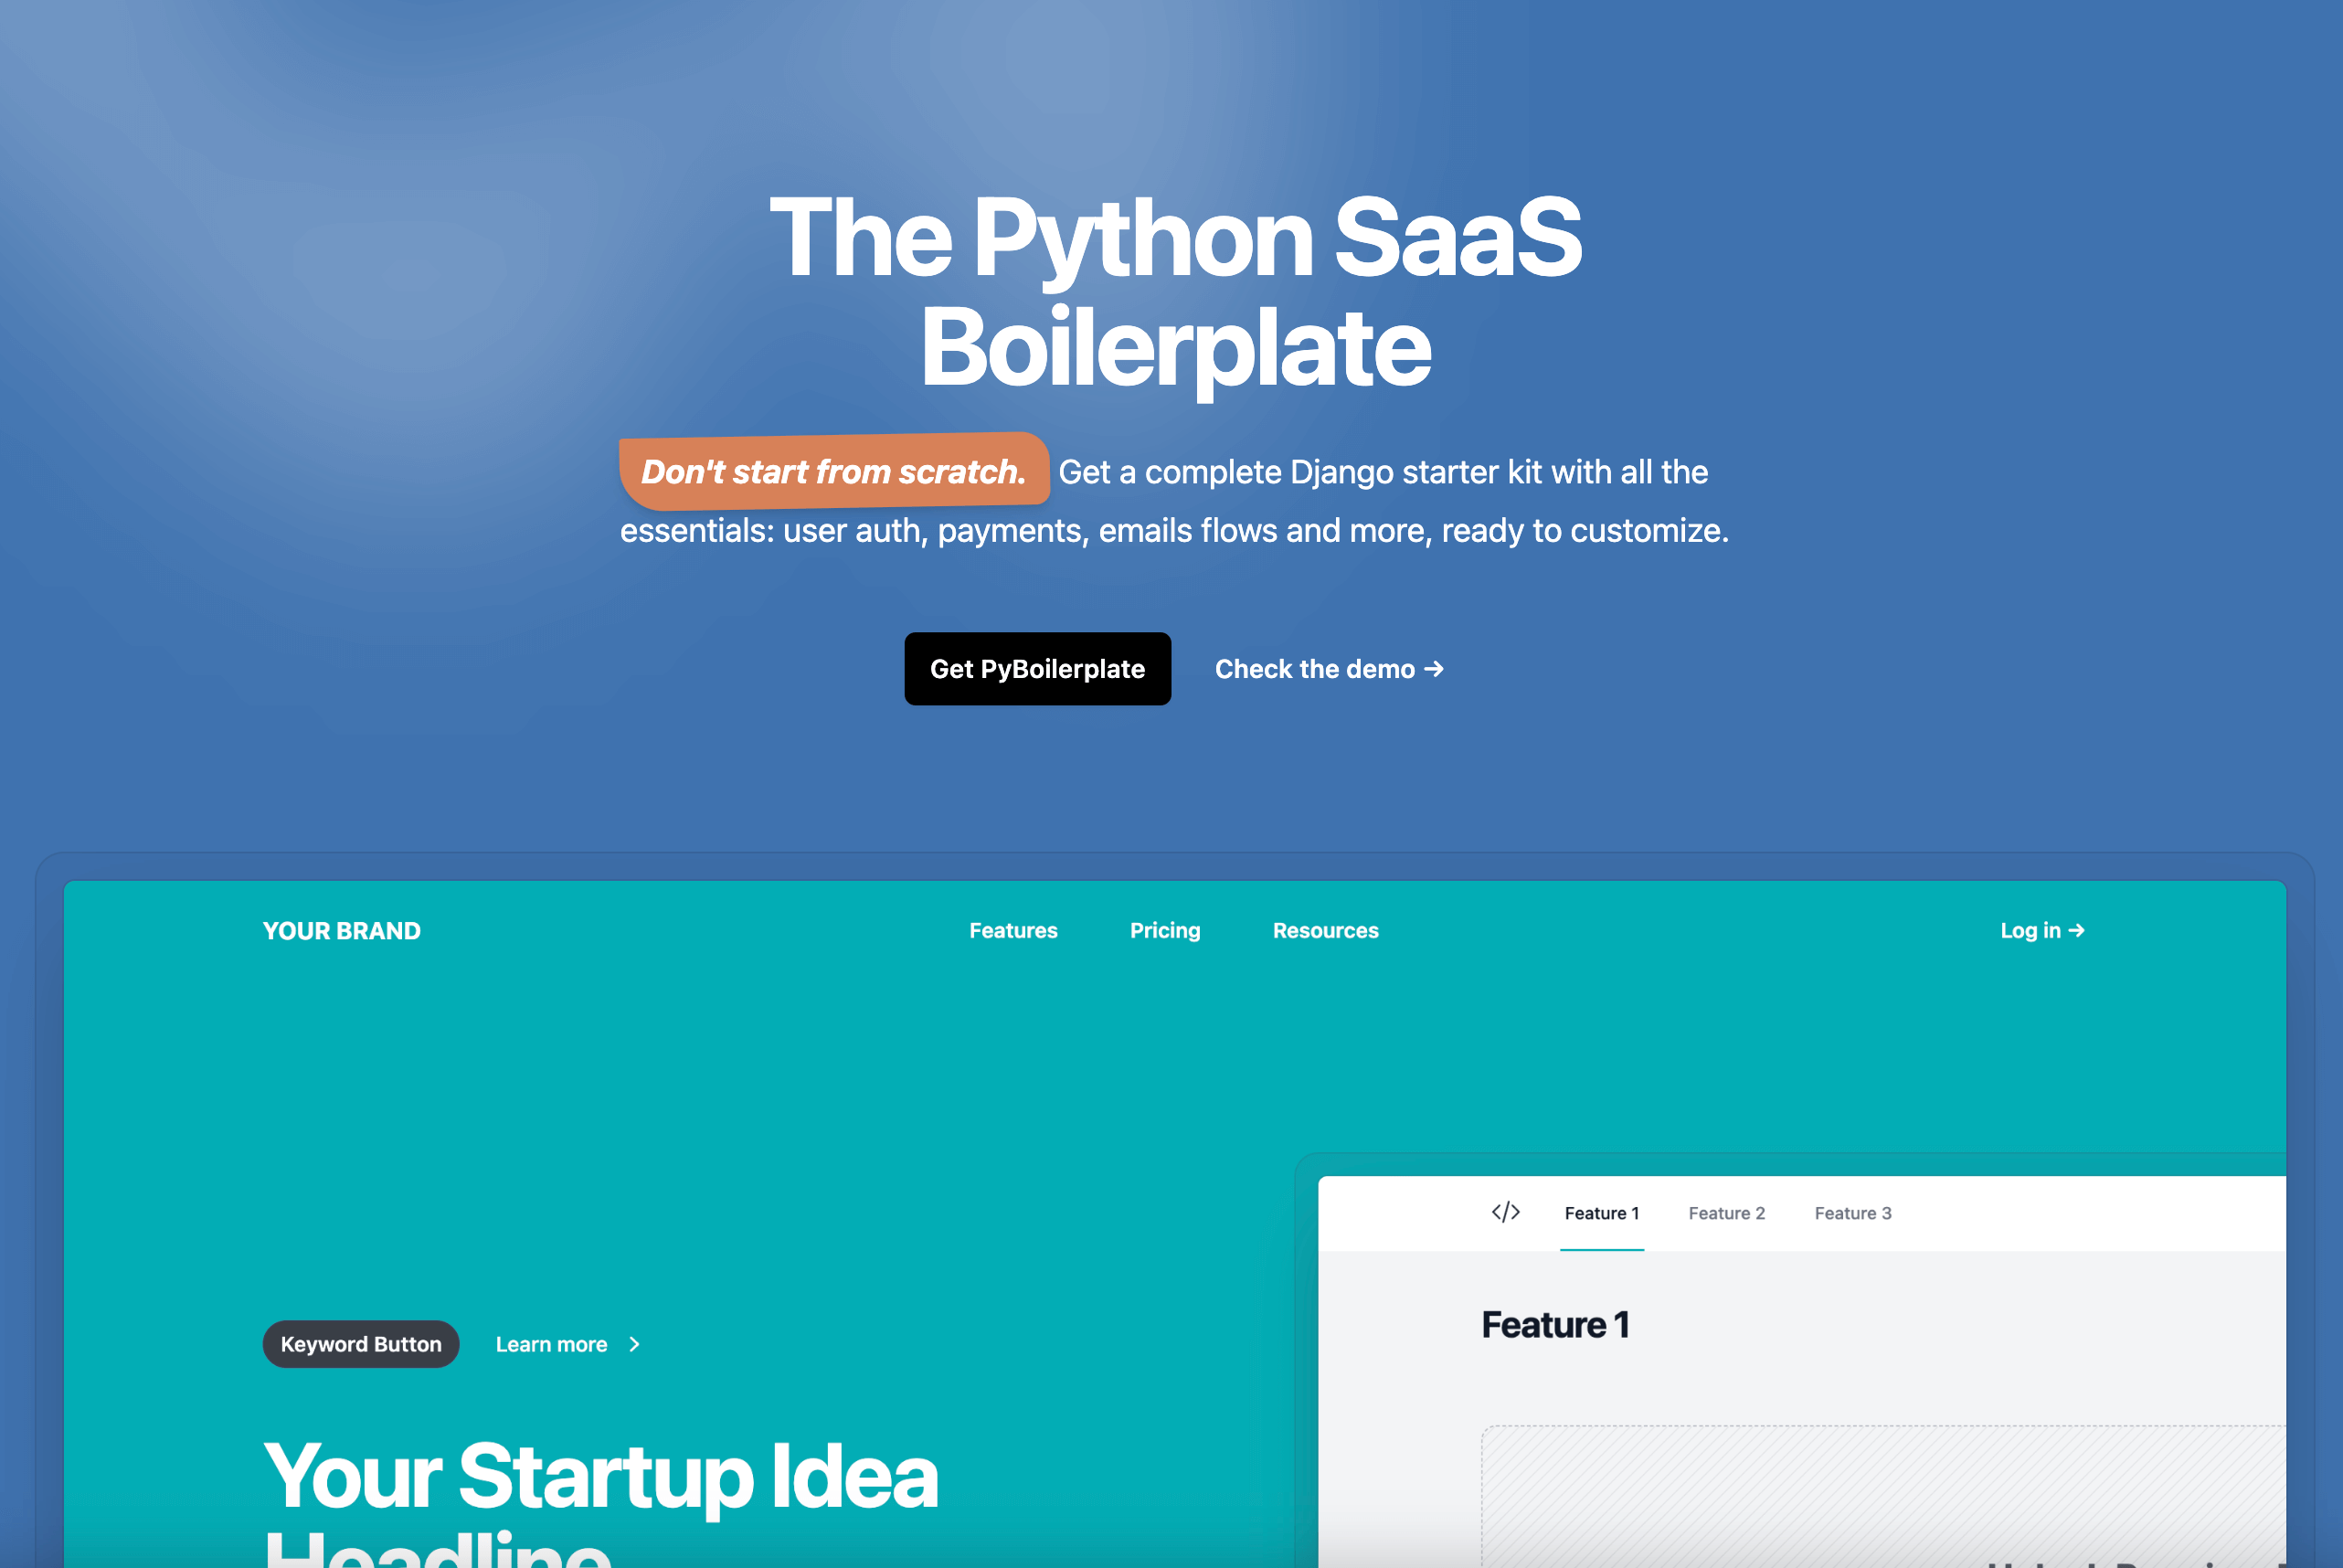 The Python SaaS
Boilerplate
Don't start from scratch. Get a complete Django starter kit with all the
essentials: user auth, payments, emails flows and more, ready to customize.
Get PyBoilerplate
Check the demo →
YOUR BRAND
Features
Pricing
Resources
Log in →
Keyword Button
Learn more >
Your Startup Idea
Headline
</> Feature 1
Feature 2
Feature 3
Feature 1